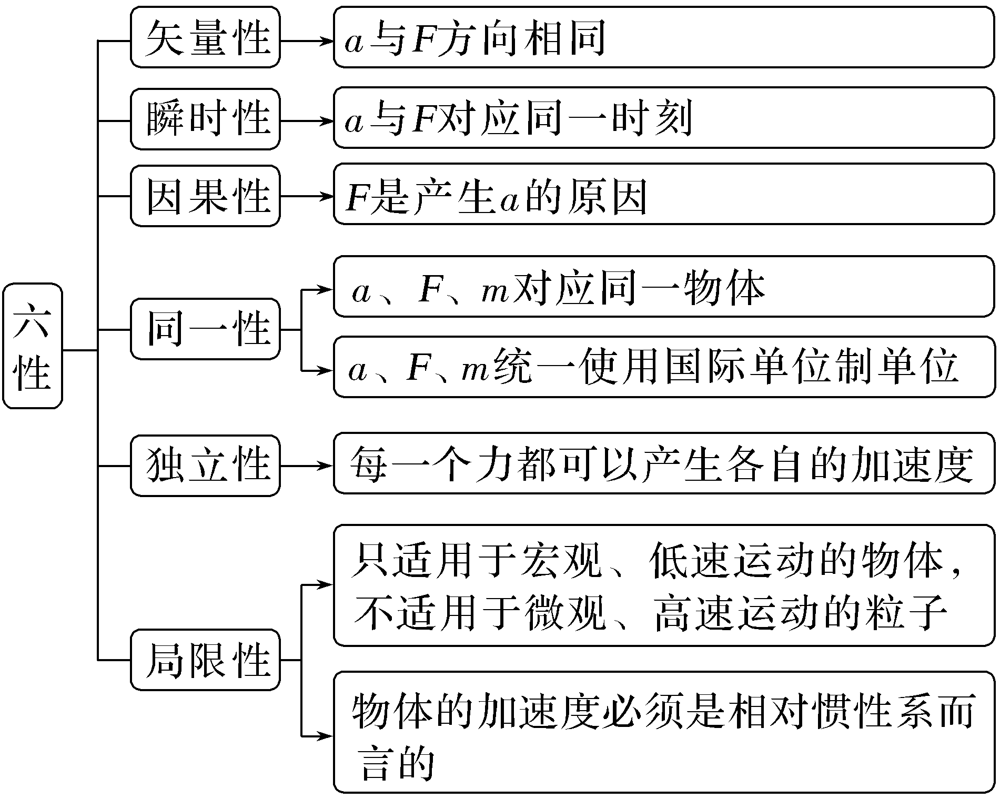 六性
矢量性
a与F方向相同
瞬时性
a与F对应同一时刻
因果性
F是产生a的原因
同一性
a、F、m对应同一物体
a、F、m统一使用国际单位制单位
独立性
每一个力都可以产生各自的加速度
局限性
只适用于宏观、低速运动的物体，
不适用于微观、高速运动的粒子
物体的加速度必须是相对惯性系而
言的